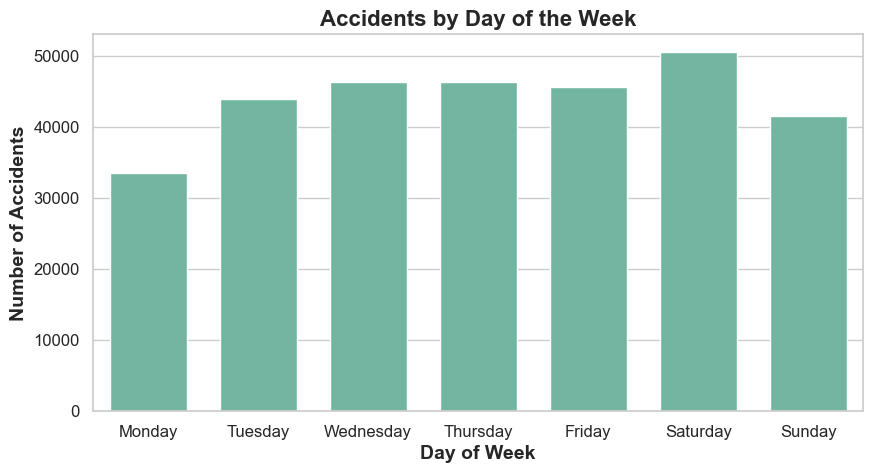 Accidents by Day of the Week
Number of Accidents
50000
40000
30000
20000
10000
0
Monday Tuesday Wednesday Thursday Friday Saturday Sunday
Day of Week